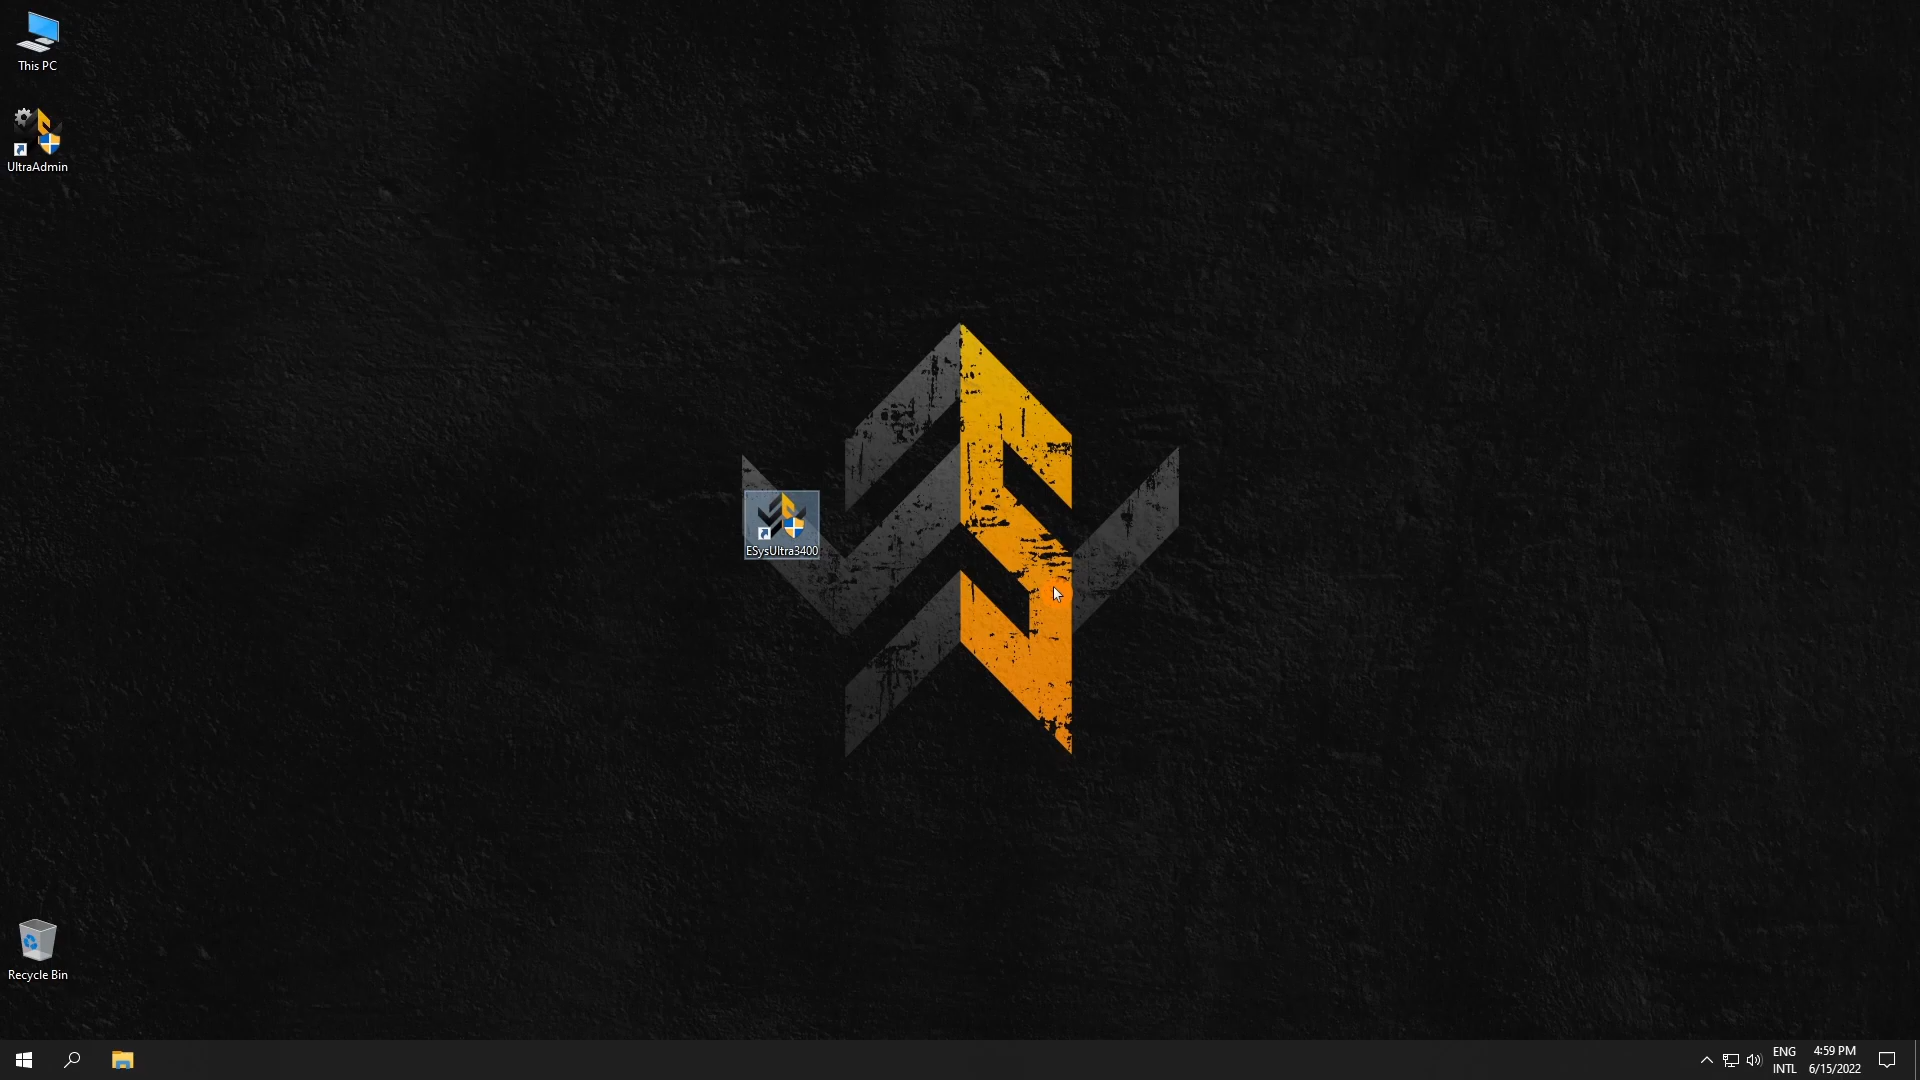 This PC
UltraAdmin
ESysUltra3400
Recycle Bin
ENG
INTL
4:59 PM
6/15/2022